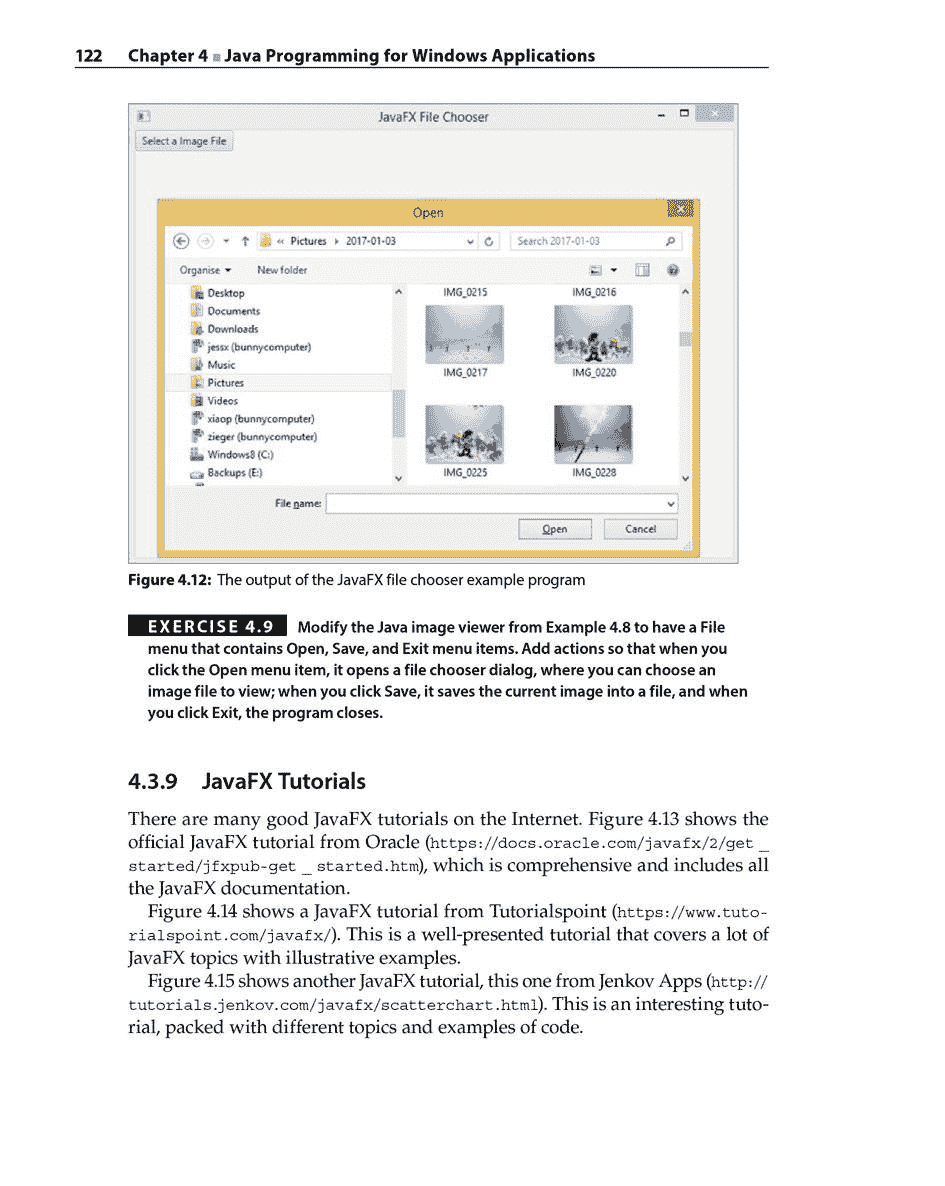 122 Chapter 4 ■ Java Programming for Windows Applications
JavaFX File Chooser
Select a Image File
Open
« Pictures 2017-01-03
Search 2017-01-03
Organise
New folder
Desktop
Documents
Downloads
jessx (bunnycomputer)
Music
Pictures
Videos
xiaop (bunnycomputer)
zieger (bunnycomputer)
Windows8 (C:)
Backups (E:)
IMG_0215 IMG_0216
IMG_0217 IMG_0220
IMG_0225 IMG_0228
File name:
Open Cancel
Figure 4.12: The output of the JavaFX file chooser example program
EXERCISE 4.9 Modify the Java image viewer from Example 4.8 to have a File
menu that contains Open, Save, and Exit menu items. Add actions so that when you
click the Open menu item, it opens a file chooser dialog, where you can choose an
image file to view; when you click Save, it saves the current image into a file, and when
you click Exit, the program closes.
4.3.9 JavaFX Tutorials
There are many good JavaFX tutorials on the Internet. Figure 4.13 shows the
official JavaFX tutorial from Oracle (https://docs.oracle.com/javafx/2/get _
started/jfxpub-get _ started.htm), which is comprehensive and includes all
the JavaFX documentation.
Figure 4.14 shows a JavaFX tutorial from Tutorialspoint (https://www.tuto-
rialspoint.com/javafx/). This is a well-presented tutorial that covers a lot of
JavaFX topics with illustrative examples.
Figure 4.15 shows another JavaFX tutorial, this one from Jenkov Apps (http://
tutorials.jenkov.com/javafx/scatterchart.html). This is an interesting tuto-
rial, packed with different topics and examples of code.